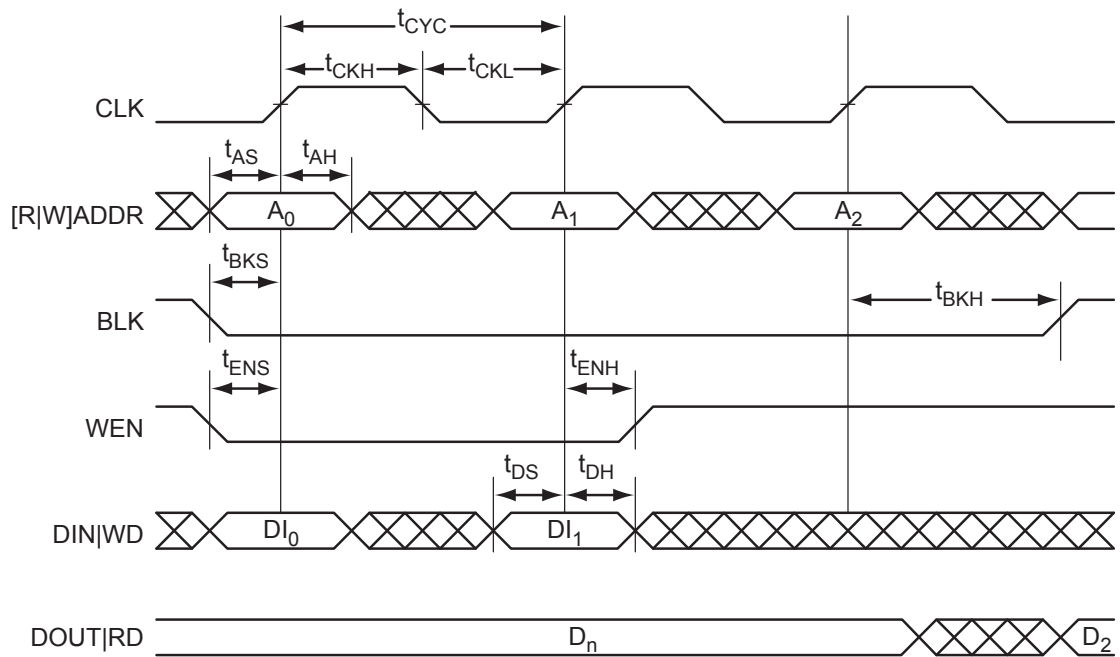 tCYC
tCKH tCKL
CLK
tAS tAH
[R|W]ADDR A0 A1 A2
tBKS
tBKH
BLK
tENS tENH
WEN
tDS tDH
DIN|WD DI0 DI1
DOUT|RD Dn D2